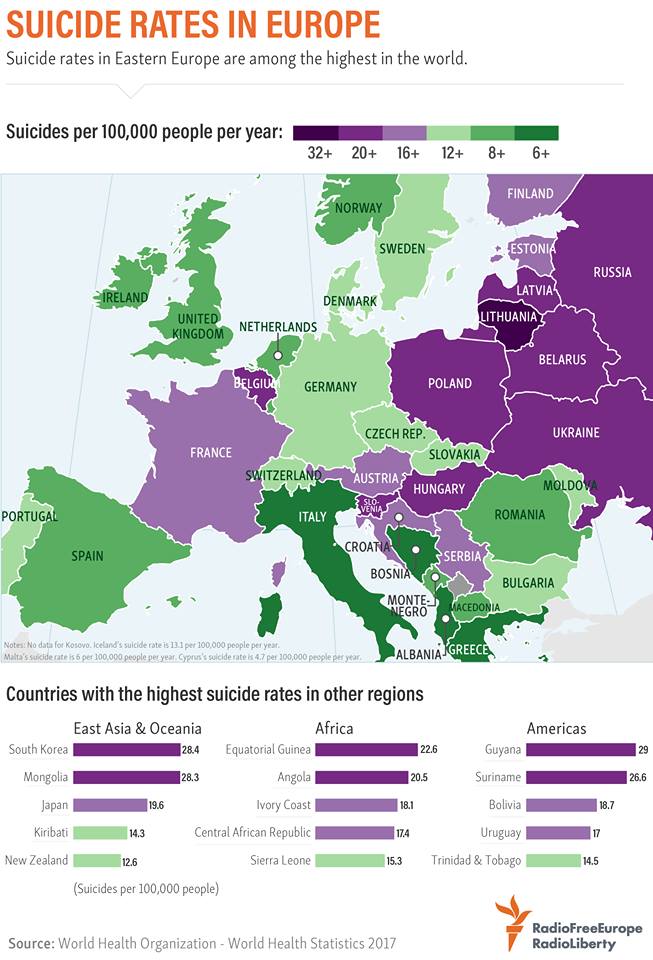 SUICIDE RATES IN EUROPE
Suicide rates in Eastern Europe are among the highest in the world.
Suicides per 100,000 people per year:
32+ 20+ 16+ 12+ 8+ 6+
FINLAND
NORWAY
SWEDEN
ESTONIA
RUSSIA
LATVIA
IRELAND
DENMARK
LITHUANIA
UNITED
KINGDOM
NETHERLANDS
BELARUS
BELGIUM
GERMANY
POLAND
UKRAINE
CZECH REP.
FRANCE
SLOVAKIA
SWITZERLAND
AUSTRIA
HUNGARY
MOLDOVA
SLO-
VENIA
PORTUGAL
ITALY
ROMANIA
CROATIA
SPAIN
SERBIA
BOSNIA
BULGARIA
MONTE-
NEGRO
MACEDONIA
ALBANIA
GREECE
Notes: No data for Kosovo. Iceland's suicide rate is 13.1 per 100,000 people per year.
Malta's suicide rate is 6 per 100,000 people per year. Cyprus's suicide rate is 4.7 per 100,000 people per year.
Countries with the highest suicide rates in other regions
East Asia & Oceania
South Korea 28.4
Mongolia 28.3
Japan 19.6
Kiribati 14.3
New Zealand 12.6
(Suicides per 100,000 people)
Africa
Equatorial Guinea 22.6
Angola 20.5
Ivory Coast 18.1
Central African Republic 17.4
Sierra Leone 15.3
Americas
Guyana 29
Suriname 26.6
Bolivia 18.7
Uruguay 17
Trinidad & Tobago 14.5
Source: World Health Organization - World Health Statistics 2017
RadioFreeEurope
RadioLiberty